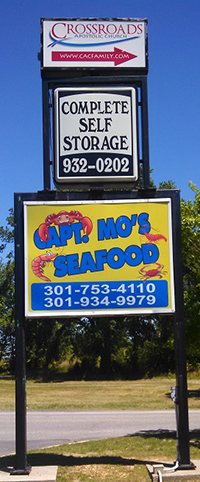 CROSSROADS
APOSTOLIC CHURCH
WWW.CACFAMILY.COM
COMPLETE
SELF
STORAGE
932-0202
CAPT. MO'S
SEAFOOD
301-753-4110
301-934-9979